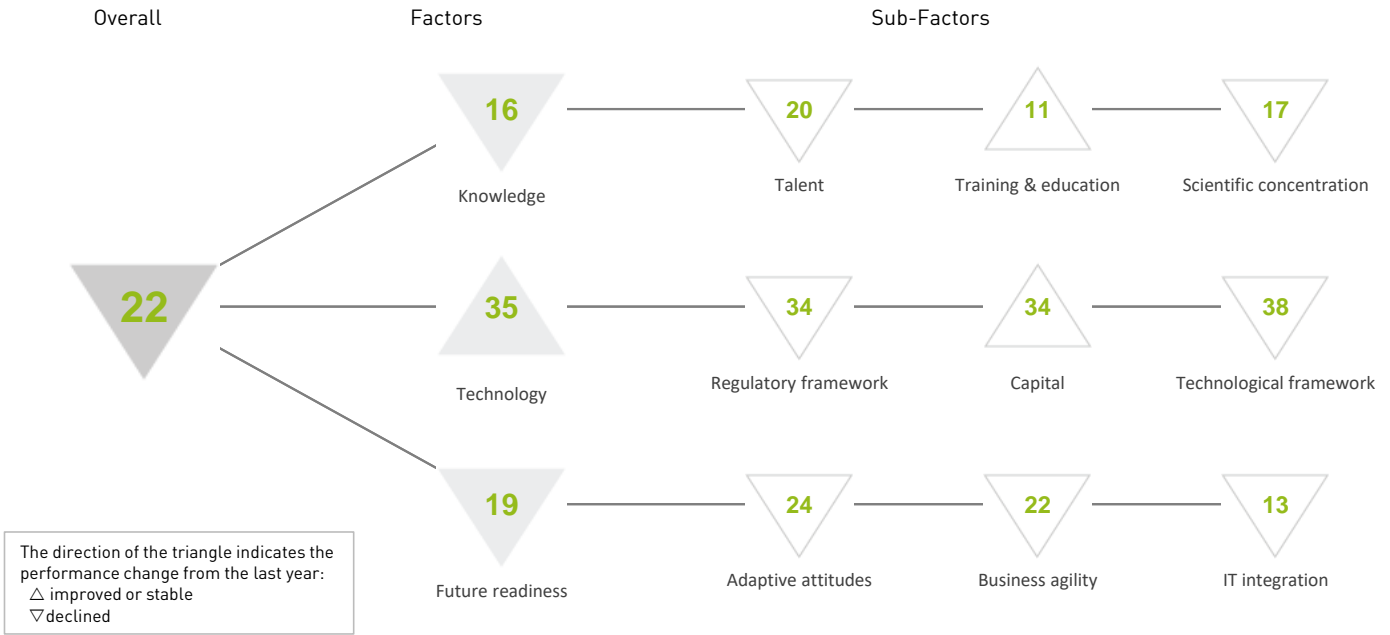 Overall
Factors
Sub-Factors
16
20
11
17
Knowledge
Talent
Training & education
Scientific concentration
22
35
34
34
38
Technology
Regulatory framework
Capital
Technological framework
19
24
22
13
Future readiness
Adaptive attitudes
Business agility
IT integration
The direction of the triangle indicates the
performance change from the last year:
△ improved or stable
▽declined